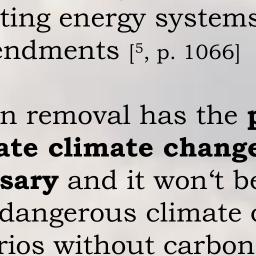 ting energy systems
endments [⁵, p. 1066]
n removal has the p
ate climate change
sary and it won‘t be
dangerous climate c
rios without carbon